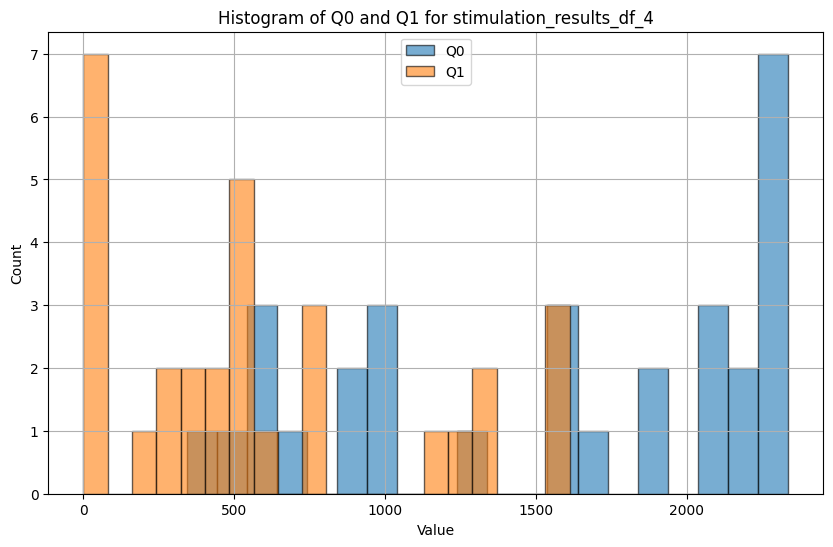 Histogram of Q0 and Q1 for stimulation_results_df_4
Q0
Q1
7
6
5
4
3
2
1
0
Count
0 500 1000 1500 2000
Value